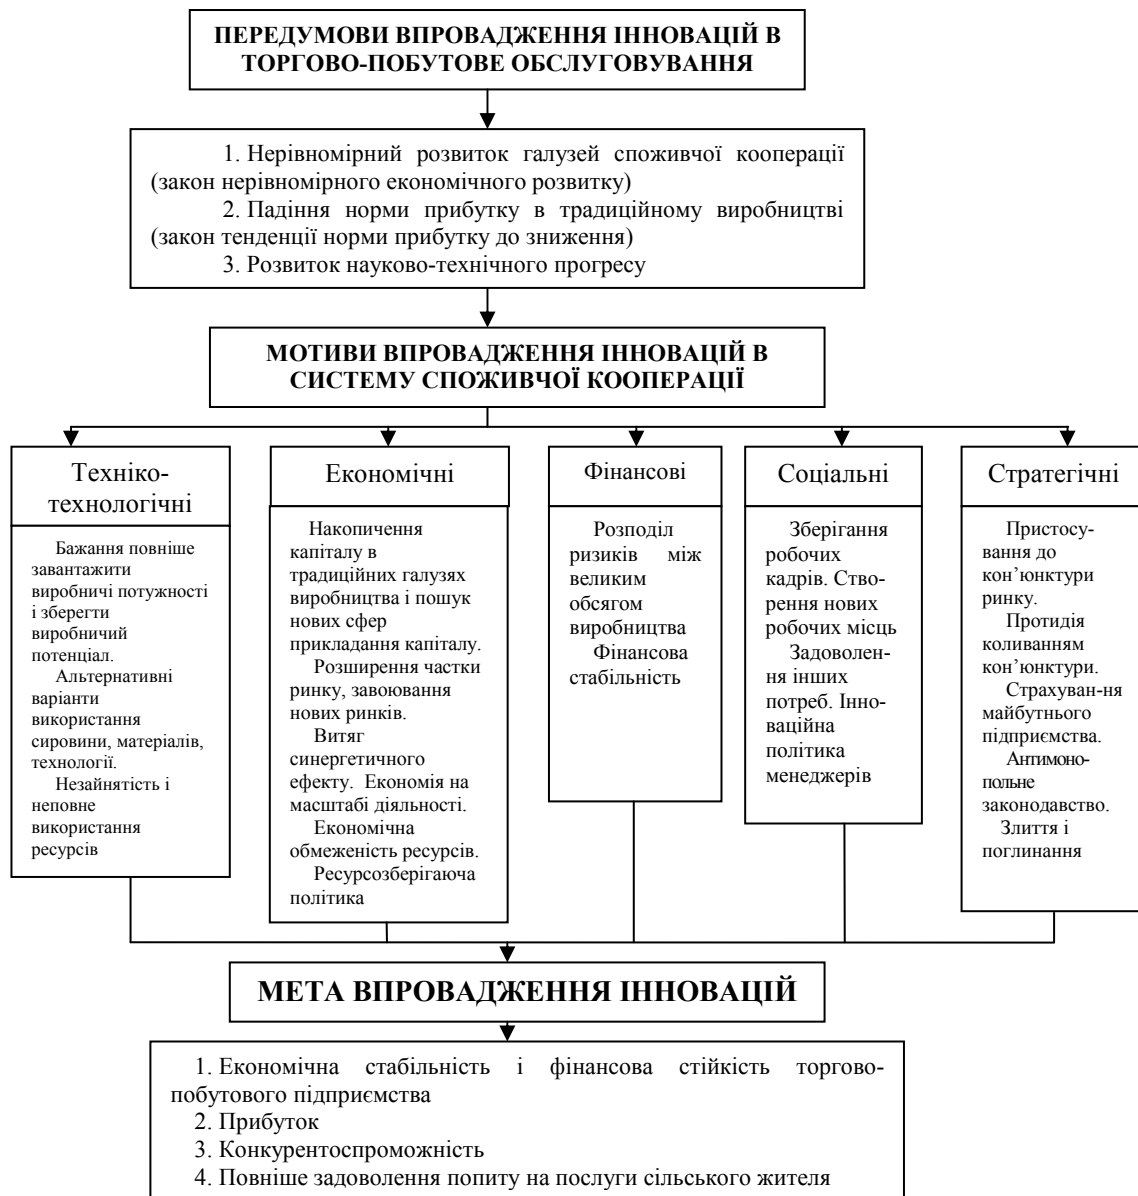 ПЕРЕДУМОВИ ВПРОВАДЖЕННЯ ІННОВАЦІЙ В
ТОРГОВО-ПОБУТОВЕ ОБСЛУГОВУВАННЯ
1. Нерівномірний розвиток галузей споживчої кооперації
(закон нерівномірного економічного розвитку)
2. Падіння норми прибутку в традиційному виробництві
(закон тенденції норми прибутку до зниження)
3. Розвиток науково-технічного прогресу
МОТИВИ ВПРОВАДЖЕННЯ ІННОВАЦІЙ В
СИСТЕМУ СПОЖИВЧОЇ КООПЕРАЦІЇ
Техніко-
технологічні
Бажання повніше
завантажити
виробничі потужності
і зберегти
виробничий
потенціал.
Альтернативні
варіанти
використання
сировини, матеріалів,
технології.
Незайнятість і
неповне
використання
ресурсів
Економічні
Накопичення
капіталу в
традиційних галузях
виробництва і пошук
нових сфер
прикладання капіталу.
Розширення частки
ринку, завоювання
нових ринків.
Витяг
синергетичного
ефекту. Економія на
масштабі діяльності.
Економічна
обмеженість ресурсів.
Ресурсозберігаюча
політика
Фінансові
Розподіл
ризиків між
великим
обсягом
виробництва
Фінансова
стабільність
Соціальні
Зберігання
робочих
кадрів. Ство-
рення нових
робочих місць
Задоволен-
ня інших
потреб. Інно-
ваційна
політика
менеджерів
Стратегічні
Пристосу-
вання до
кон’юнктури
ринку.
Протидія
коливанням
кон’юнктури.
Страхуван-ня
майбутнього
підприємства.
Антимоно-
польне
законодавство.
Злиття і
поглинання
МЕТА ВПРОВАДЖЕННЯ ІННОВАЦІЙ
1. Економічна стабільність і фінансова стійкість торгово-
побутового підприємства
2. Прибуток
3. Конкурентоспроможність
4. Повніше задоволення попиту на послуги сільського жителя